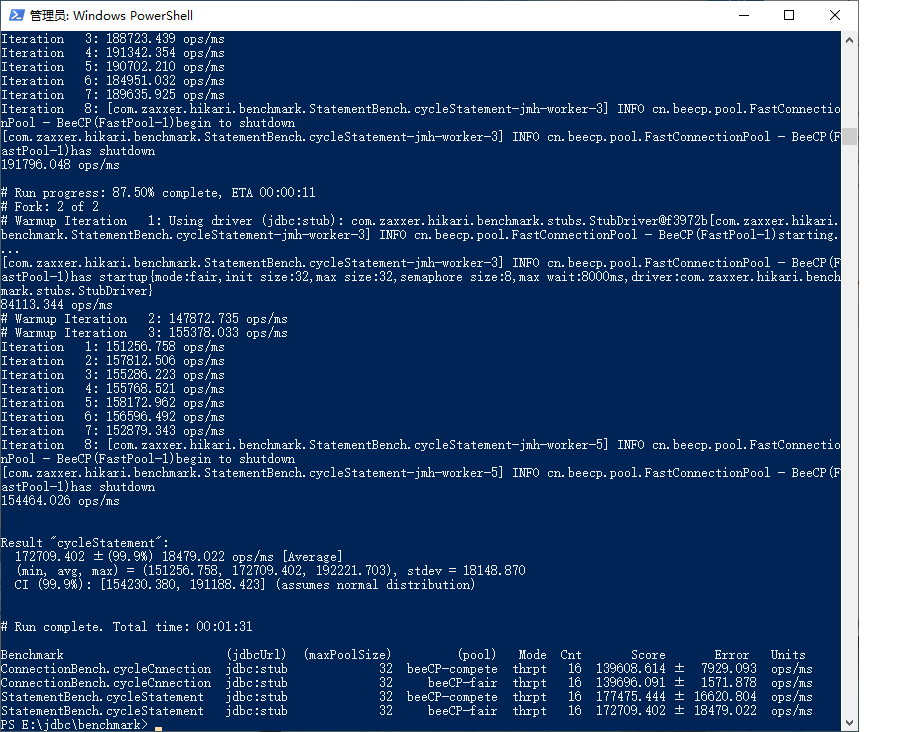 管理员: Windows PowerShell
Iteration   3: 188723.439 ops/ms
Iteration   4: 191342.354 ops/ms
Iteration   5: 190702.210 ops/ms
Iteration   6: 184951.032 ops/ms
Iteration   7: 189635.925 ops/ms
Iteration   8: [com.zaxxer.hikari.benchmark.StatementBench.cycleStatement-jmh-worker-3] INFO cn.beecp.pool.FastConnectio
nPool - BeeCP(FastPool-1)begin to shutdown
[com.zaxxer.hikari.benchmark.StatementBench.cycleStatement-jmh-worker-3] INFO cn.beecp.pool.FastConnectionPool - BeeCP(F
astPool-1)has shutdown
191796.048 ops/ms
# Run progress: 87.50% complete, ETA 00:00:11
# Fork: 2 of 2
# Warmup Iteration   1: Using driver (jdbc:stub): com.zaxxer.hikari.benchmark.stubs.StubDriver@f3972b[com.zaxxer.hikari.
benchmark.StatementBench.cycleStatement-jmh-worker-3] INFO cn.beecp.pool.FastConnectionPool - BeeCP(FastPool-1)starting.
...
[com.zaxxer.hikari.benchmark.StatementBench.cycleStatement-jmh-worker-3] INFO cn.beecp.pool.FastConnectionPool - BeeCP(F
astPool-1)has startup{mode:fair,init size:32,max size:32,semaphore size:8,max wait:8000ms,driver:com.zaxxer.hikari.bench
mark.stubs.StubDriver}
84113.344 ops/ms
# Warmup Iteration   2: 147872.735 ops/ms
# Warmup Iteration   3: 155378.033 ops/ms
Iteration   1: 151256.758 ops/ms
Iteration   2: 157812.506 ops/ms
Iteration   3: 155286.223 ops/ms
Iteration   4: 155768.521 ops/ms
Iteration   5: 158172.962 ops/ms
Iteration   6: 156596.492 ops/ms
Iteration   7: 152879.343 ops/ms
Iteration   8: [com.zaxxer.hikari.benchmark.StatementBench.cycleStatement-jmh-worker-5] INFO cn.beecp.pool.FastConnectio
nPool - BeeCP(FastPool-1)begin to shutdown
[com.zaxxer.hikari.benchmark.StatementBench.cycleStatement-jmh-worker-5] INFO cn.beecp.pool.FastConnectionPool - BeeCP(F
astPool-1)has shutdown
154464.026 ops/ms
Result "cycleStatement":
  172709.402 ±(99.9%) 18479.022 ops/ms [Average]
  (min, avg, max) = (151256.758, 172709.402, 192221.703), stdev = 18148.870
  CI (99.9%): [154230.380, 191188.423] (assumes normal distribution)
# Run complete. Total time: 00:01:31
Benchmark                       (jdbcUrl)  (maxPoolSize)         (pool)   Mode  Cnt       Score        Error   Units
ConnectionBench.cycleCnnection  jdbc:stub             32  beeCP-compete  thrpt   16  139608.614 ±  7929.093  ops/ms
ConnectionBench.cycleCnnection  jdbc:stub             32     beeCP-fair  thrpt   16  139696.091 ±  1571.878  ops/ms
StatementBench.cycleStatement   jdbc:stub             32  beeCP-compete  thrpt   16  177475.444 ± 16620.804  ops/ms
StatementBench.cycleStatement   jdbc:stub             32     beeCP-fair  thrpt   16  172709.402 ± 18479.022  ops/ms
PS E:\jdbc\benchmark>